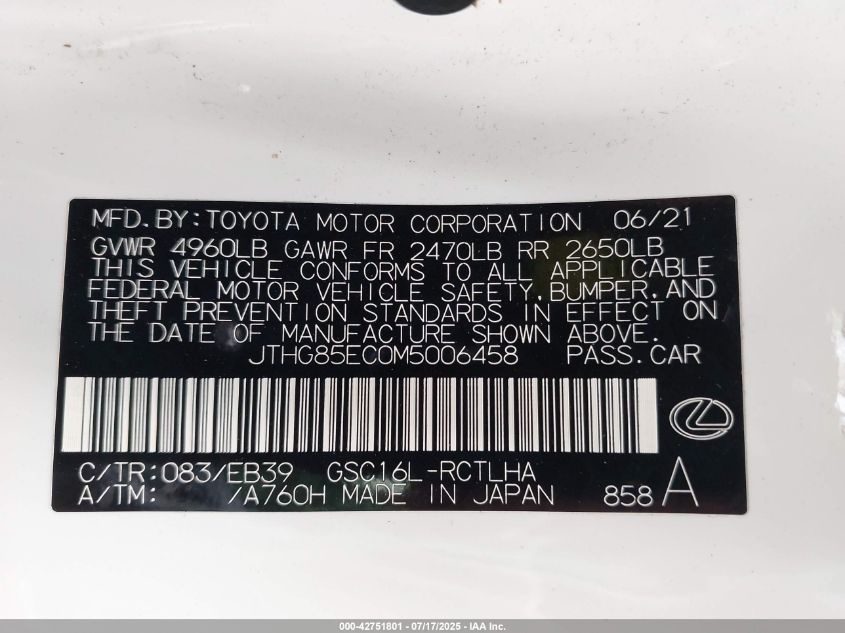 MFD. BY: TOYOTA MOTOR CORPORATION 06/21
GVWR 4960LB GAWR FR 2470LB RR 2650LB
THIS VEHICLE CONFORMS TO ALL APPLICABLE
FEDERAL MOTOR VEHICLE SAFETY, BUMPER, AND
THEFT PREVENTION STANDARDS IN EFFECT ON
THE DATE OF MANUFACTURE SHOWN ABOVE.
JTHG85EC0M5006458 PASS. CAR
C/TR: 083/EB39 GSC16L-RCTLHA
A/TM: /A760H MADE IN JAPAN 858 A
000-42751801 / 07/17/2025 - IAA Inc.